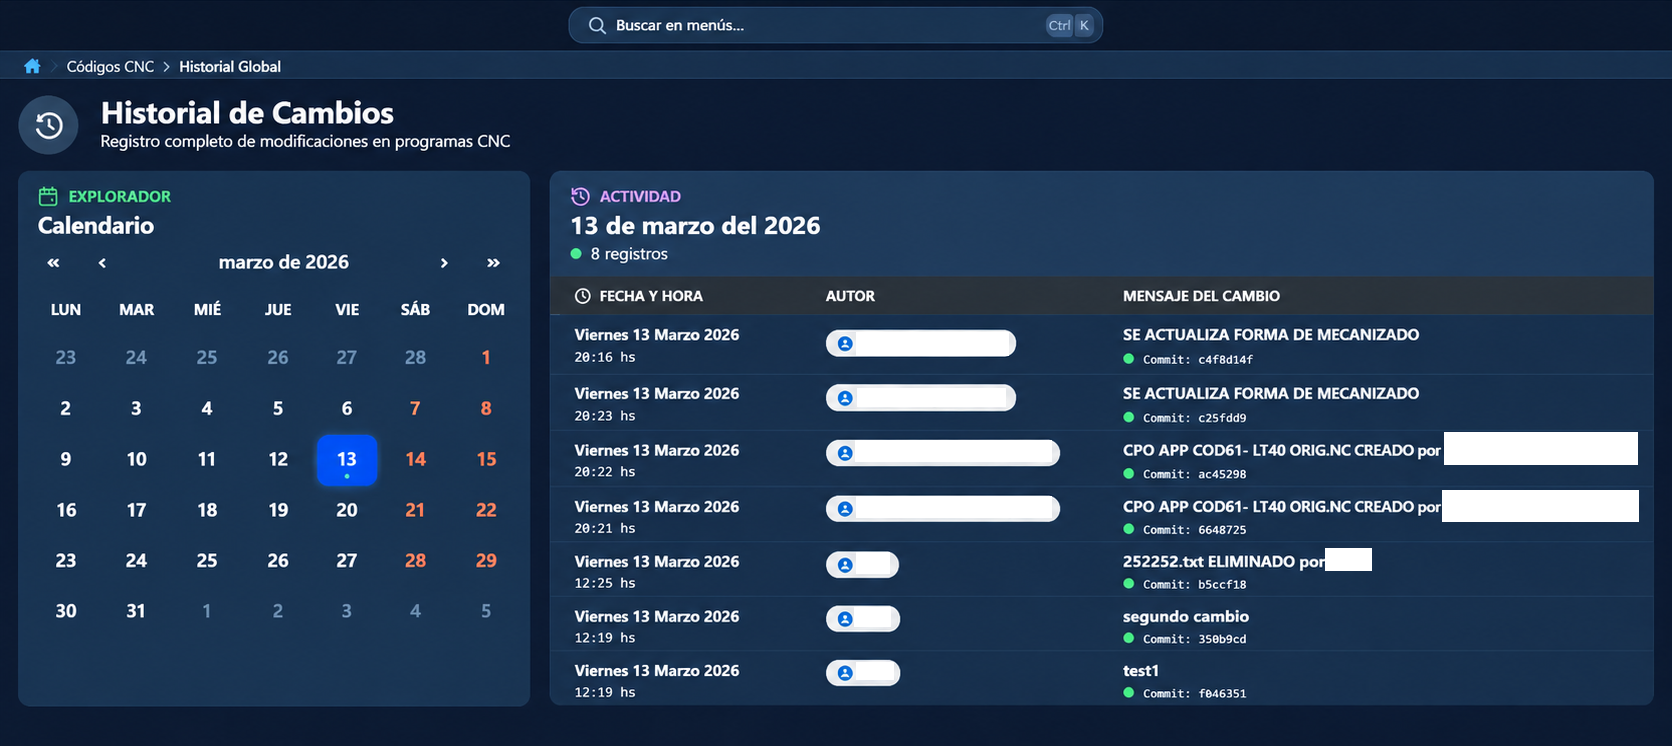 Buscar en menús... Ctrl K
Códigos CNC > Historial Global
Historial de Cambios
Registro completo de modificaciones en programas CNC
EXPLORADOR
Calendario
« ‹ marzo de 2026 › »
LUN MAR MIÉ JUE VIE SÁB DOM
23 24 25 26 27 28 1
2 3 4 5 6 7 8
9 10 11 12 13 14 15
16 17 18 19 20 21 22
23 24 25 26 27 28 29
30 31 1 2 3 4 5
ACTIVIDAD
13 de marzo del 2026
8 registros
FECHA Y HORA AUTOR MENSAJE DEL CAMBIO
Viernes 13 Marzo 2026 SE ACTUALIZA FORMA DE MECANIZADO
20:16 hs Commit: c4f8d14f
Viernes 13 Marzo 2026 SE ACTUALIZA FORMA DE MECANIZADO
20:23 hs Commit: c25fdd9
Viernes 13 Marzo 2026 CPO APP COD61- LT40 ORIG.NC CREADO por
20:22 hs Commit: ac45298
Viernes 13 Marzo 2026 CPO APP COD61- LT40 ORIG.NC CREADO por
20:21 hs Commit: 6648725
Viernes 13 Marzo 2026 252252.txt ELIMINADO por
12:25 hs Commit: b5ccf18
Viernes 13 Marzo 2026 segundo cambio
12:19 hs Commit: 350b9cd
Viernes 13 Marzo 2026 test1
12:19 hs Commit: f046351